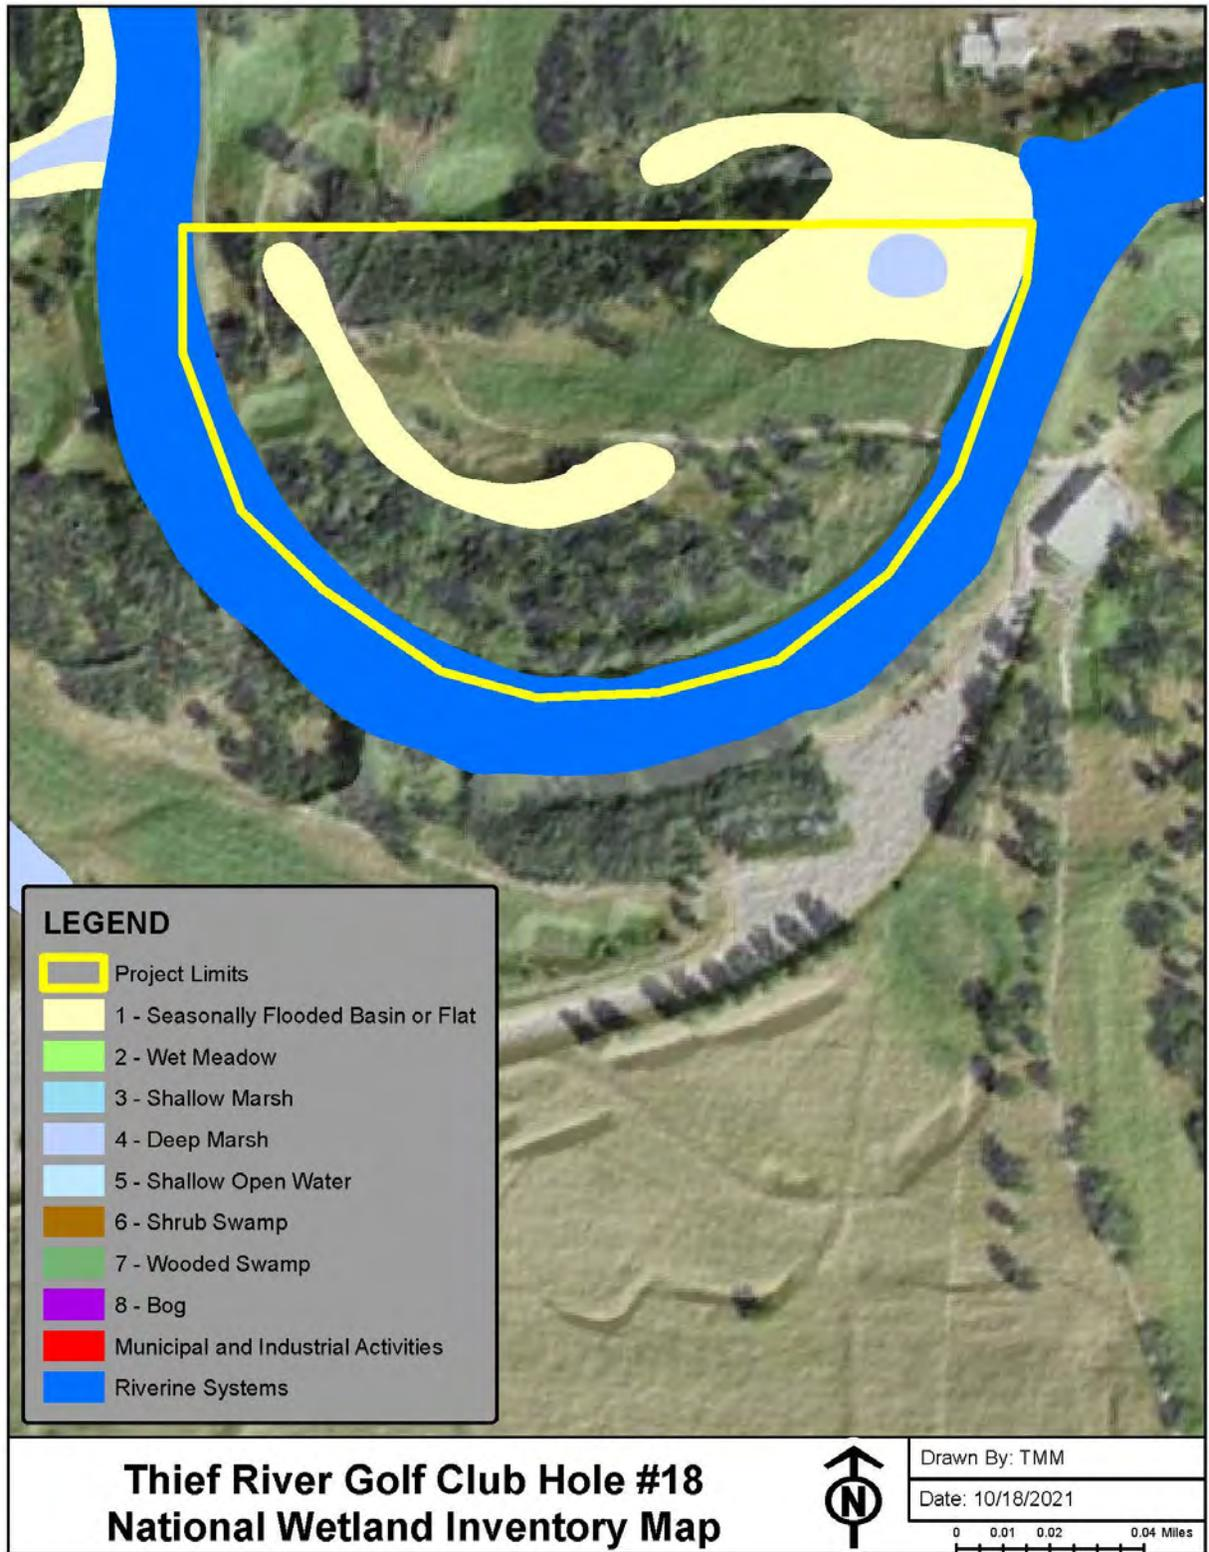 LEGEND
Project Limits
1 - Seasonally Flooded Basin or Flat
2 - Wet Meadow
3 - Shallow Marsh
4 - Deep Marsh
5 - Shallow Open Water
6 - Shrub Swamp
7 - Wooded Swamp
8 - Bog
Municipal and Industrial Activities
Riverine Systems
Thief River Golf Club Hole #18
National Wetland Inventory Map
N
Drawn By: TMM
Date: 10/18/2021
0 0.01 0.02 0.04 Miles